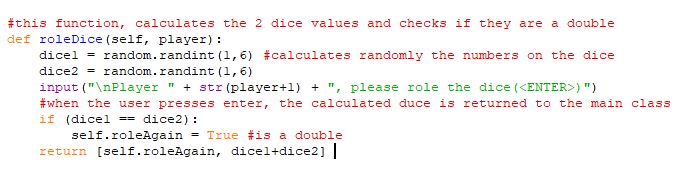 #this function, calculates the 2 dice values and checks if they are a double
def roleDice(self, player):
    dice1 = random.randint(1,6) #calculates randomly the numbers on the dice
    dice2 = random.randint(1,6)
    input("\nPlayer " + str(player+1) + ", please role the dice(<ENTER>)")
    #when the user presses enter, the calculated duce is returned to the main class
    if (dice1 == dice2):
        self.roleAgain = True #is a double
    return [self.roleAgain, dice1+dice2]